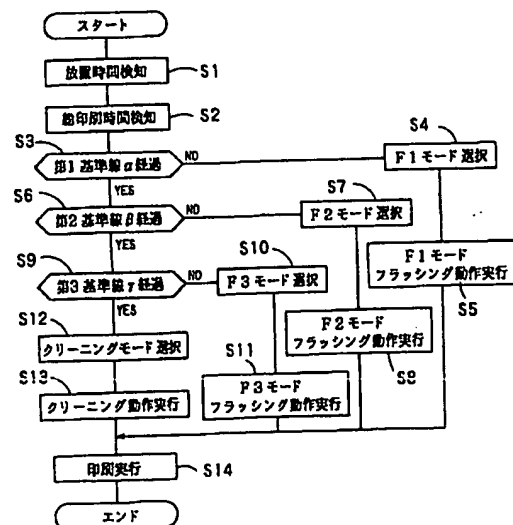 スタート
放置時間検知
S1
総印刷時間検知
S2
S3
第1基準線α経過
NO
YES
S4
F1モード選択
S6
第2基準線β経過
NO
YES
S7
F2モード選択
S9
第3基準線γ経過
NO
YES
S10
F3モード選択
F1モード
フラッシング動作実行
S5
S12
クリーニングモード選択
F2モード
フラッシング動作実行
S8
S13
クリーニング動作実行
S11
F3モード
フラッシング動作実行
印刷実行
S14
エンド